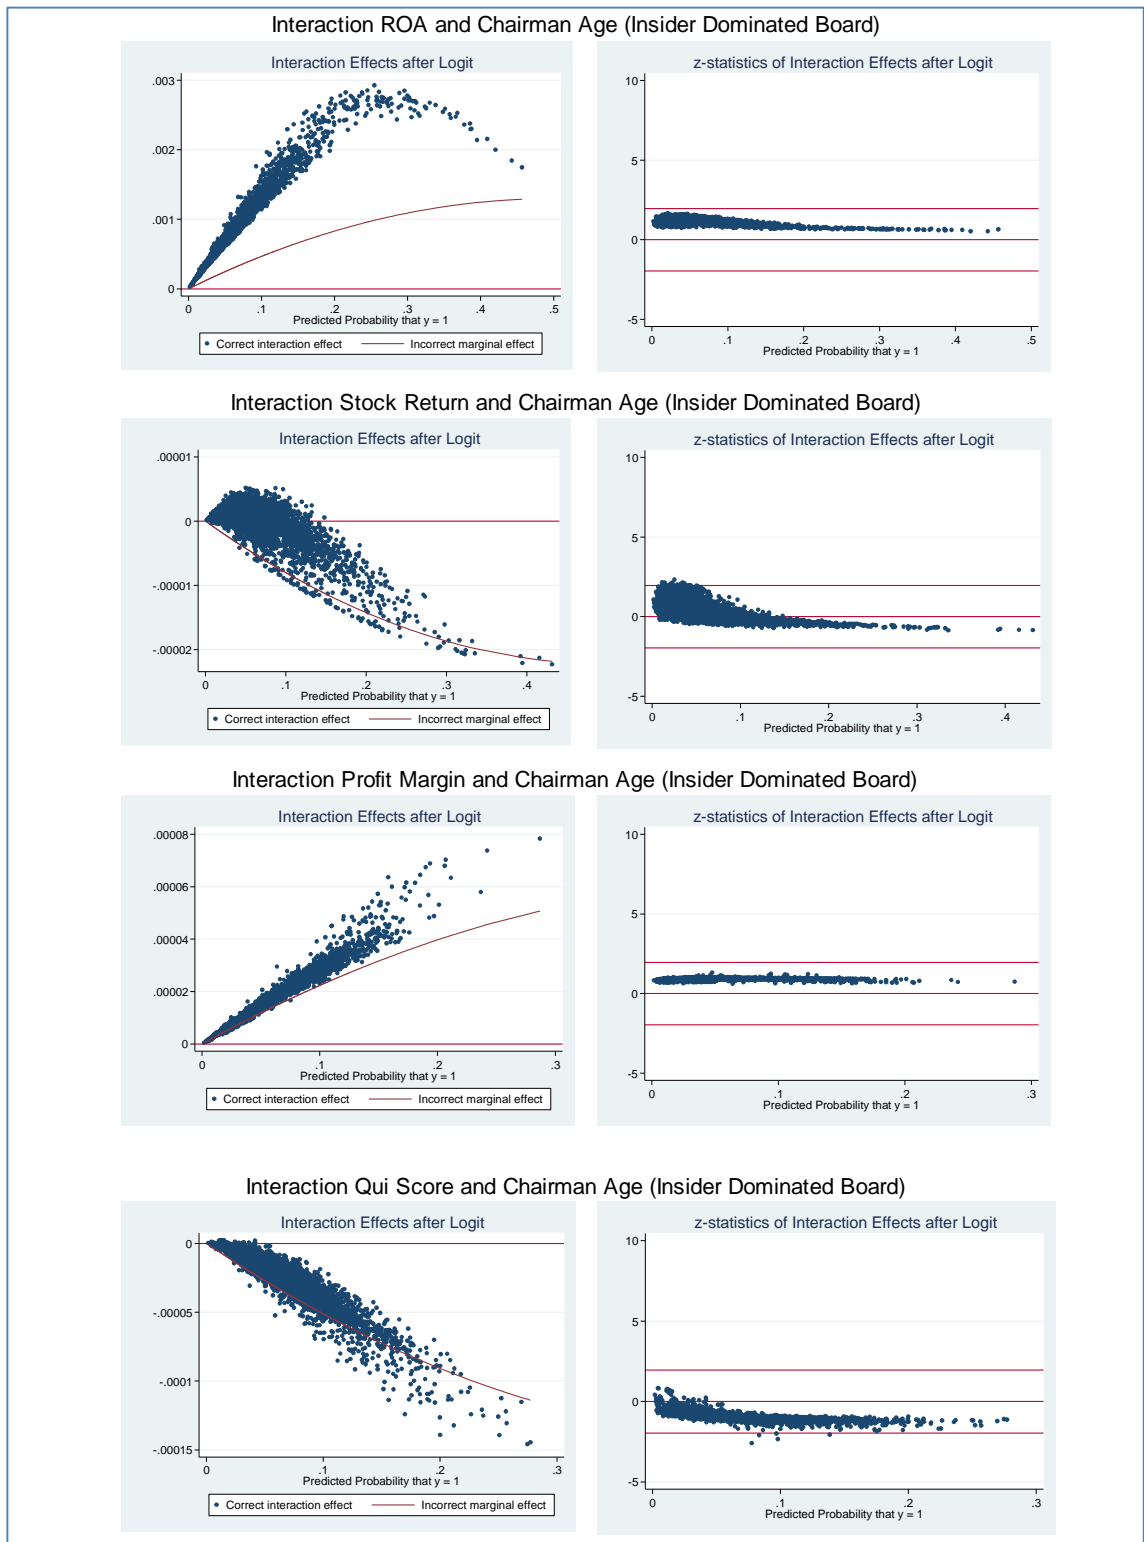 Interaction ROA and Chairman Age (Insider Dominated Board)
Interaction Effects after Logit
.003
.002
.001
0
0 .1 .2 .3 .4 .5
Predicted Probability that y = 1
Correct interaction effect Incorrect marginal effect
z-statistics of Interaction Effects after Logit
10
5
0
-5
0 .1 .2 .3 .4 .5
Predicted Probability that y = 1
Interaction Stock Return and Chairman Age (Insider Dominated Board)
Interaction Effects after Logit
.00001
0
-.00001
-.00002
0 .1 .2 .3 .4
Predicted Probability that y = 1
Correct interaction effect Incorrect marginal effect
z-statistics of Interaction Effects after Logit
10
5
0
-5
0 .1 .2 .3 .4
Predicted Probability that y = 1
Interaction Profit Margin and Chairman Age (Insider Dominated Board)
Interaction Effects after Logit
.00008
.00006
.00004
.00002
0
0 .1 .2 .3
Predicted Probability that y = 1
Correct interaction effect Incorrect marginal effect
z-statistics of Interaction Effects after Logit
10
5
0
-5
0 .1 .2 .3
Predicted Probability that y = 1
Interaction Qui Score and Chairman Age (Insider Dominated Board)
Interaction Effects after Logit
0
-.00005
-.0001
-.00015
0 .1 .2 .3
Predicted Probability that y = 1
Correct interaction effect Incorrect marginal effect
z-statistics of Interaction Effects after Logit
10
5
0
-5
0 .1 .2 .3
Predicted Probability that y = 1